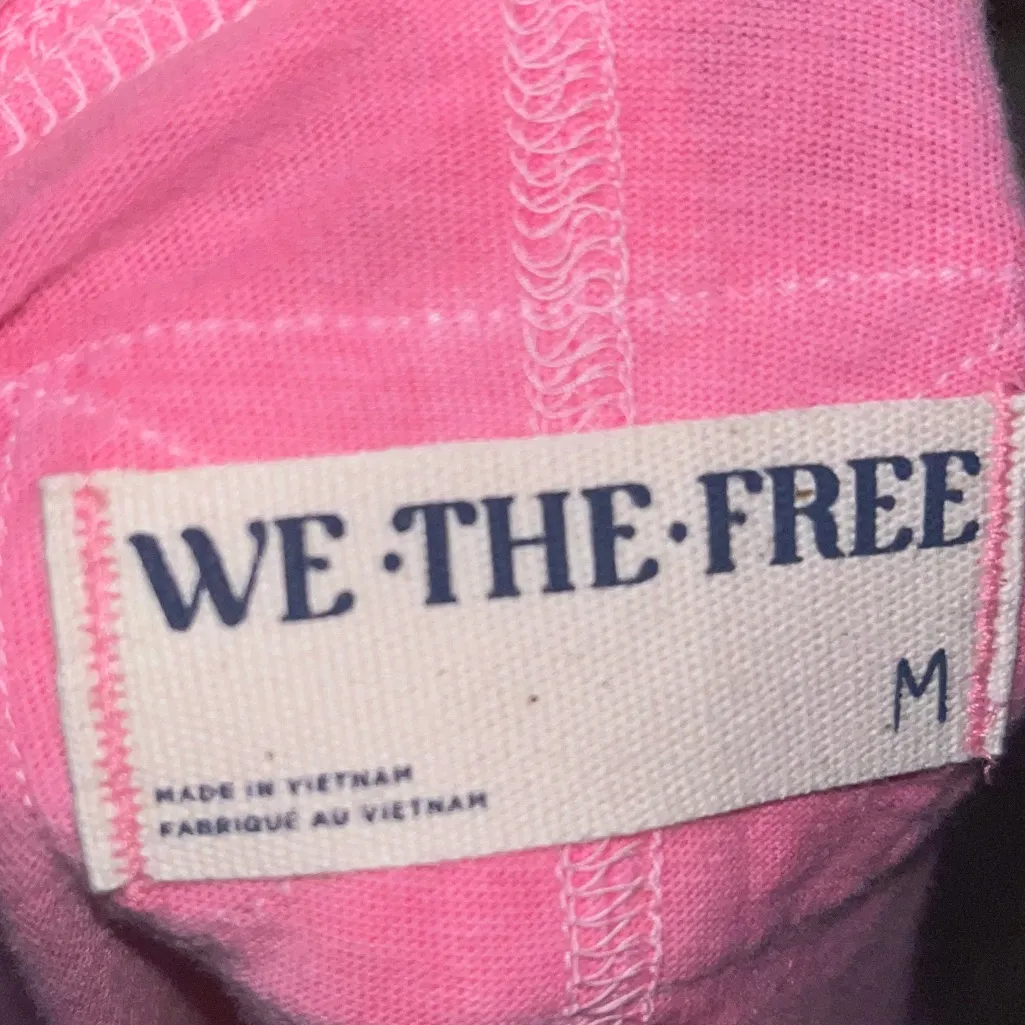 WE·THE·FREE
M
MADE IN VIETNAM
FABRIQUÉ AU VIETNAM